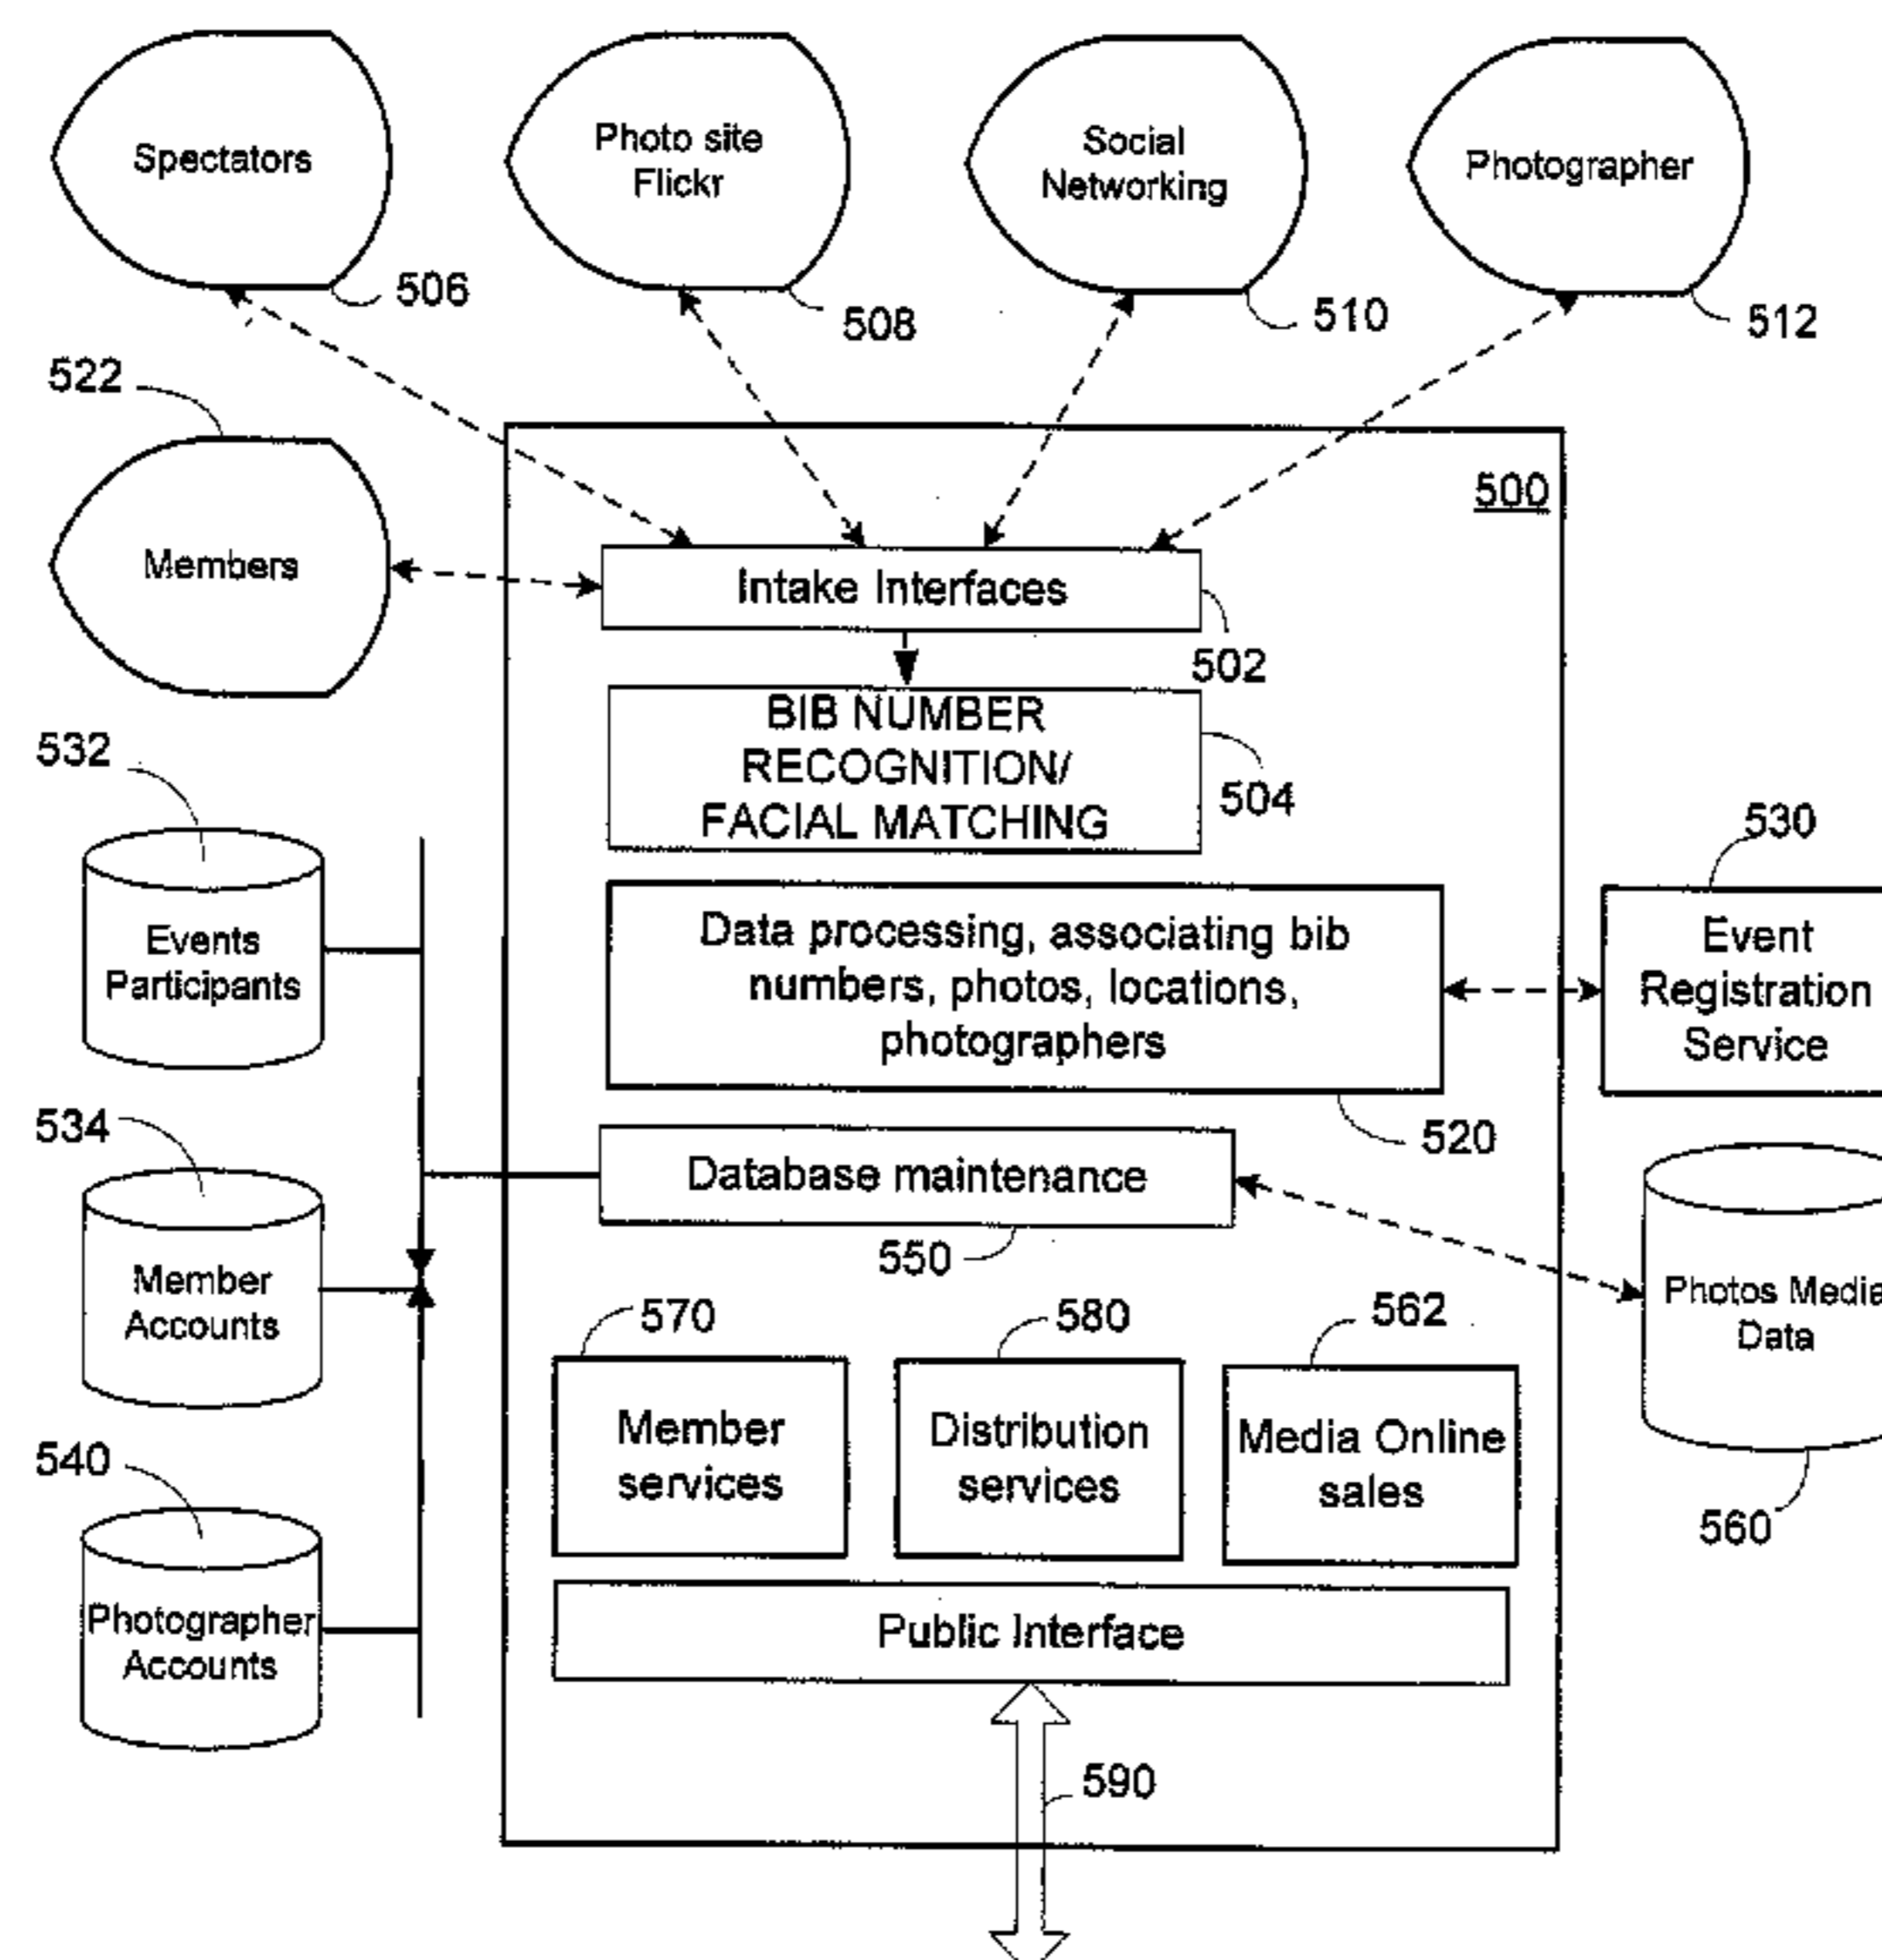 Spectators
Photo site
Flickr
Social
Networking
Photographer
506
508
510
512
522
500
Members
Intake Interfaces
502
BIB NUMBER
RECOGNITION/
FACIAL MATCHING
504
532
530
Events
Participants
Data processing, associating bib
numbers, photos, locations,
photographers
Event
Registration
Service
520
534
Database maintenance
550
Member
Accounts
Photos Media
Data
570
580
562
Member
services
Distribution
services
Media Online
sales
540
560
Photographer
Accounts
Public Interface
590